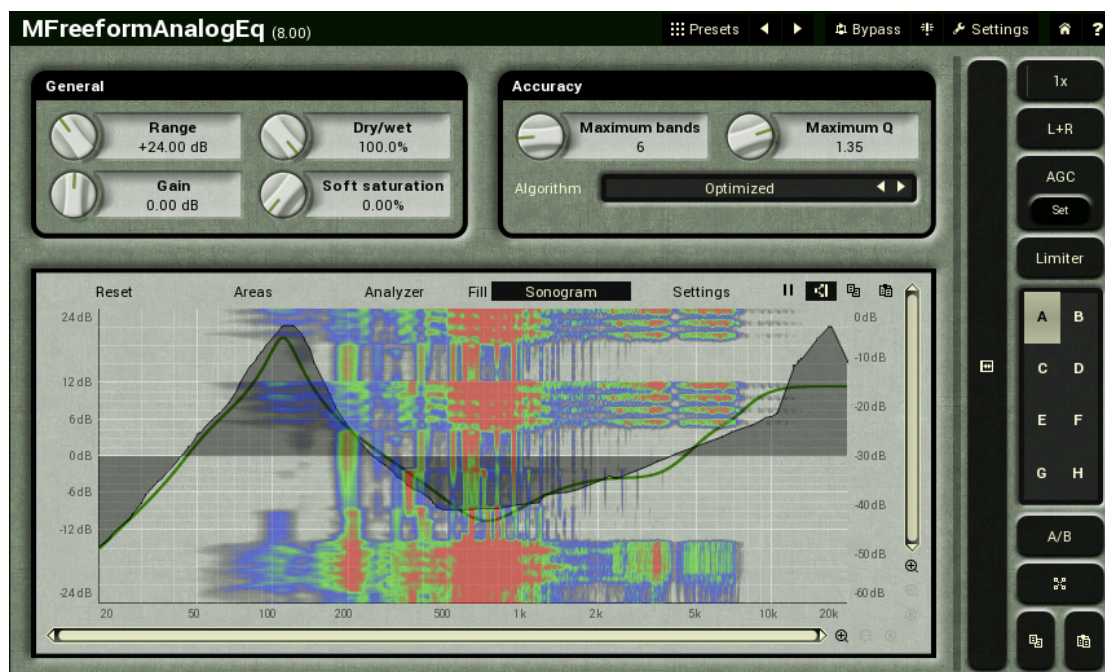 MFreeformAnalogEq (8.00)
Presets
Bypass
Settings
?
General
Range
+24.00 dB
Dry/wet
100.0%
Gain
0.00 dB
Soft saturation
0.00%
Accuracy
Maximum bands
6
Maximum Q
1.35
Algorithm
Optimized
1x
L+R
AGC
Set
Limiter
A B
C D
E F
G H
A/B
Reset Areas Analyzer Fill Sonogram Settings
24 dB
12 dB
6 dB
0 dB
-6 dB
-12 dB
-24 dB
0 dB
-10 dB
-20 dB
-30 dB
-40 dB
-50 dB
-60 dB
20 50 100 200 500 1k 2k 5k 10k 20k